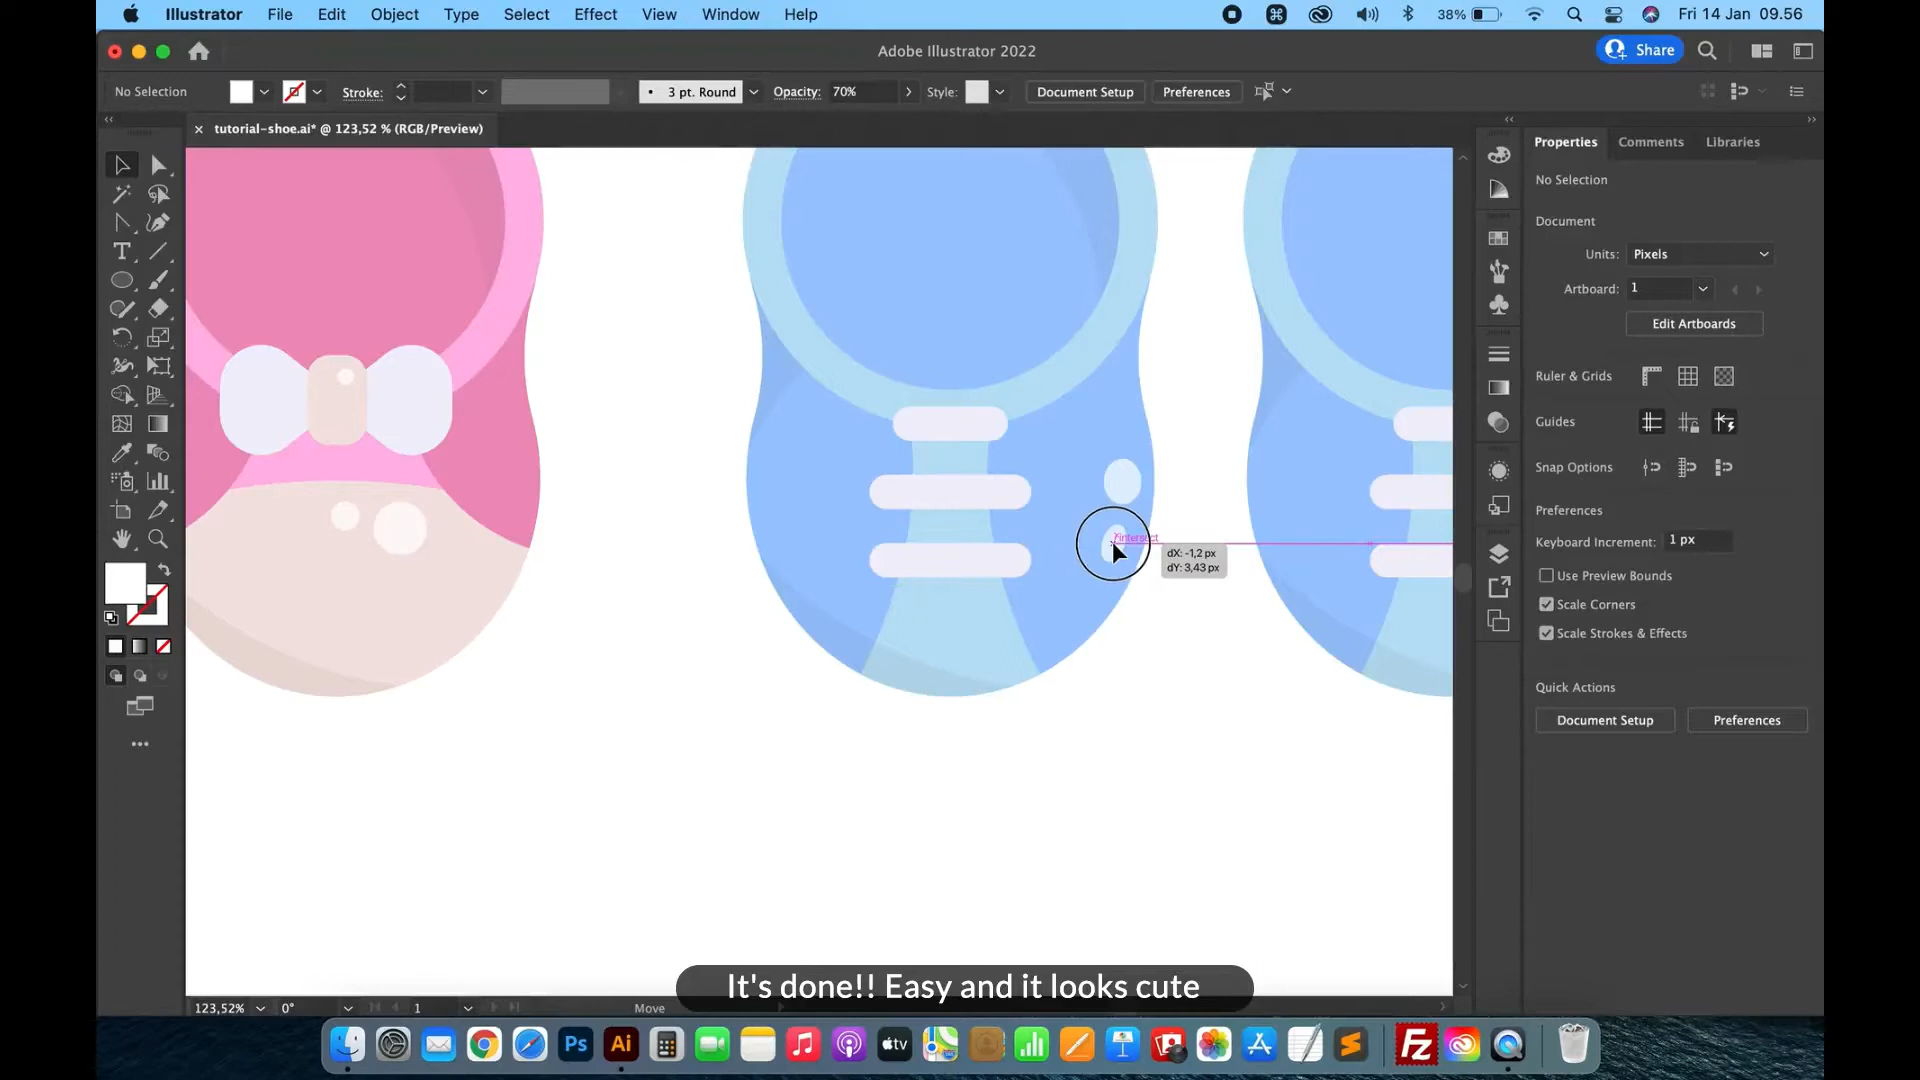 Illustrator File Edit Object Type Select Effect View Window Help 38% Fri 14 Jan 09.56
Adobe Illustrator 2022
Share
No Selection Stroke: 3 pt. Round Opacity: 70% Style: Document Setup Preferences
tutorial-shoe.ai* @ 123,52 % (RGB/Preview)
Properties Comments Libraries
No Selection
Document
Units: Pixels
Artboard: 1
Edit Artboards
Ruler & Grids
Guides
Snap Options
Preferences
Keyboard Increment: 1 px
Use Preview Bounds
Scale Corners
Scale Strokes & Effects
Quick Actions
Document Setup Preferences
intersect
dX: -1,2 px
dY: 3,43 px
It's done!! Easy and it looks cute
123,52% 0° 1 Move
Ps Ai tv Fz